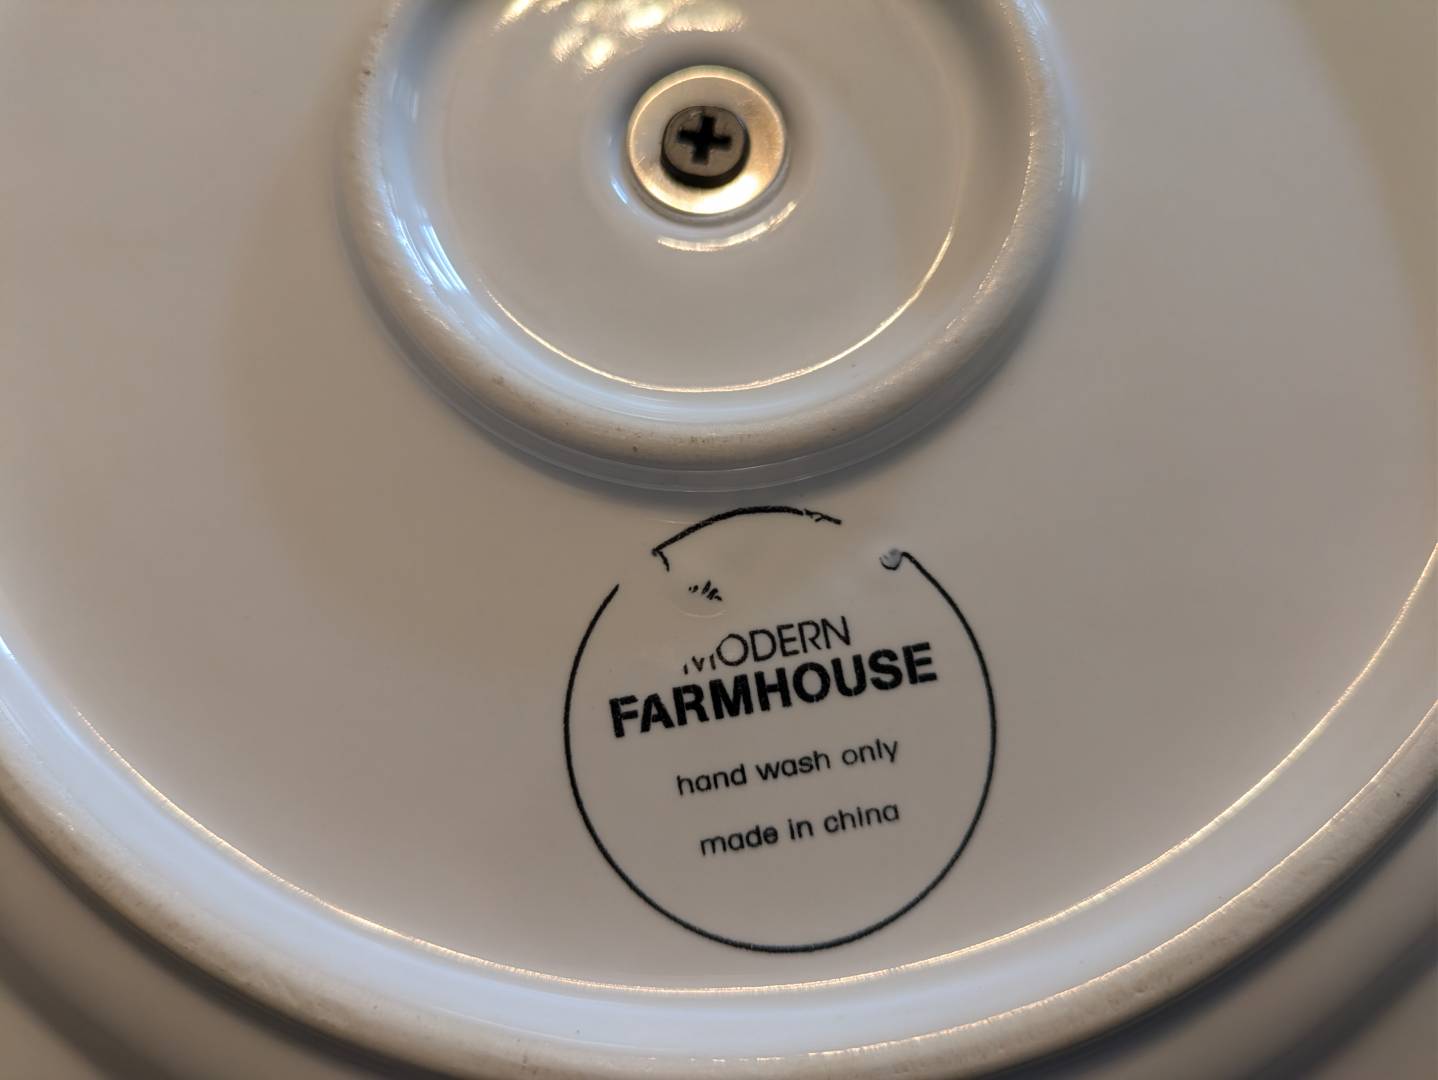 MODERN
FARMHOUSE
hand wash only
made in china